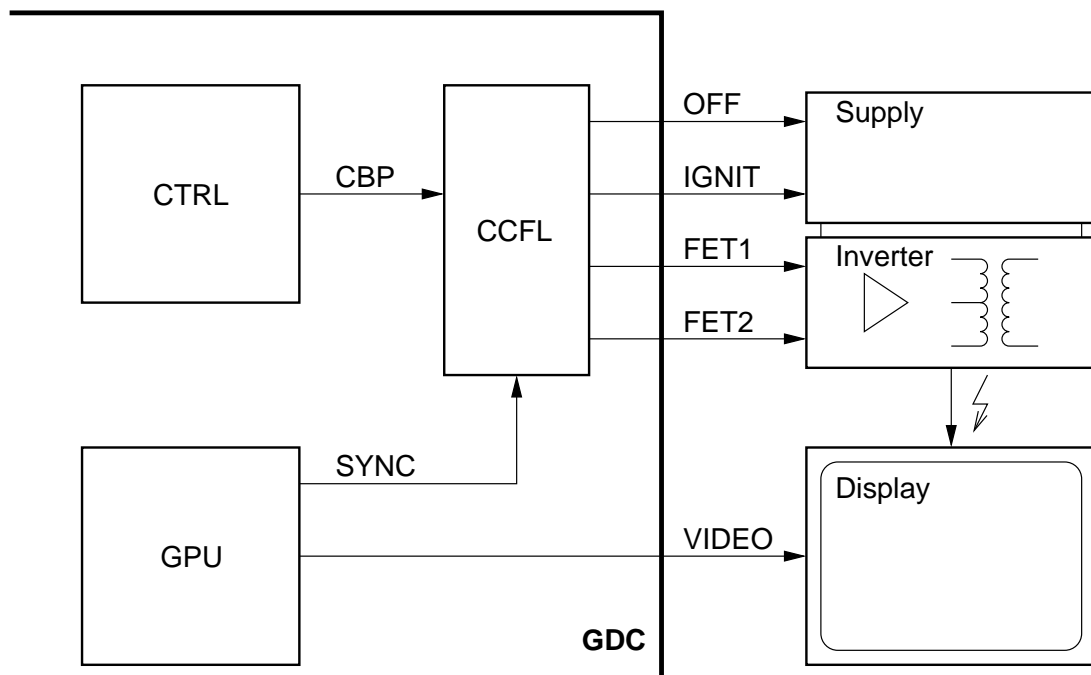 OFF
Supply
CBP
IGNIT
CTRL
CCFL
FET1
Inverter
FET2
SYNC
Display
GPU
VIDEO
GDC